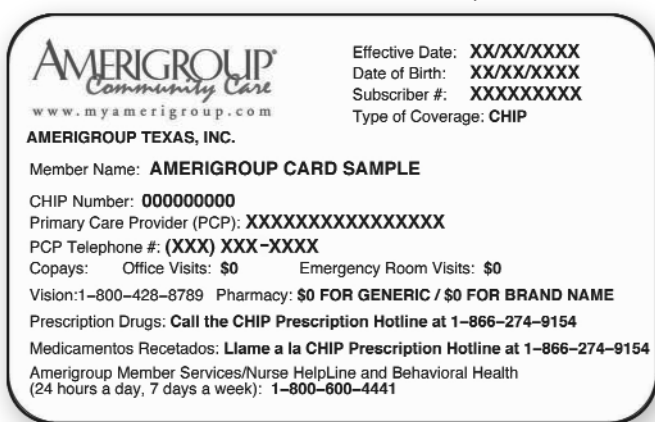 AMERIGROUP®
Community Care
www.myamerigroup.com
AMERIGROUP TEXAS, INC.
Effective Date: XX/XX/XXXX
Date of Birth: XX/XX/XXXX
Subscriber #: XXXXXXXXX
Type of Coverage: CHIP
Member Name: AMERIGROUP CARD SAMPLE
CHIP Number: 000000000
Primary Care Provider (PCP): XXXXXXXXXXXXXXXX
PCP Telephone #: (XXX) XXX-XXXX
Copays: Office Visits: $0 Emergency Room Visits: $0
Vision:1-800-428-8789 Pharmacy: $0 FOR GENERIC / $0 FOR BRAND NAME
Prescription Drugs: Call the CHIP Prescription Hotline at 1-866-274-9154
Medicamentos Recetados: Llame a la CHIP Prescription Hotline at 1-866-274-9154
Amerigroup Member Services/Nurse HelpLine and Behavioral Health
(24 hours a day, 7 days a week): 1-800-600-4441